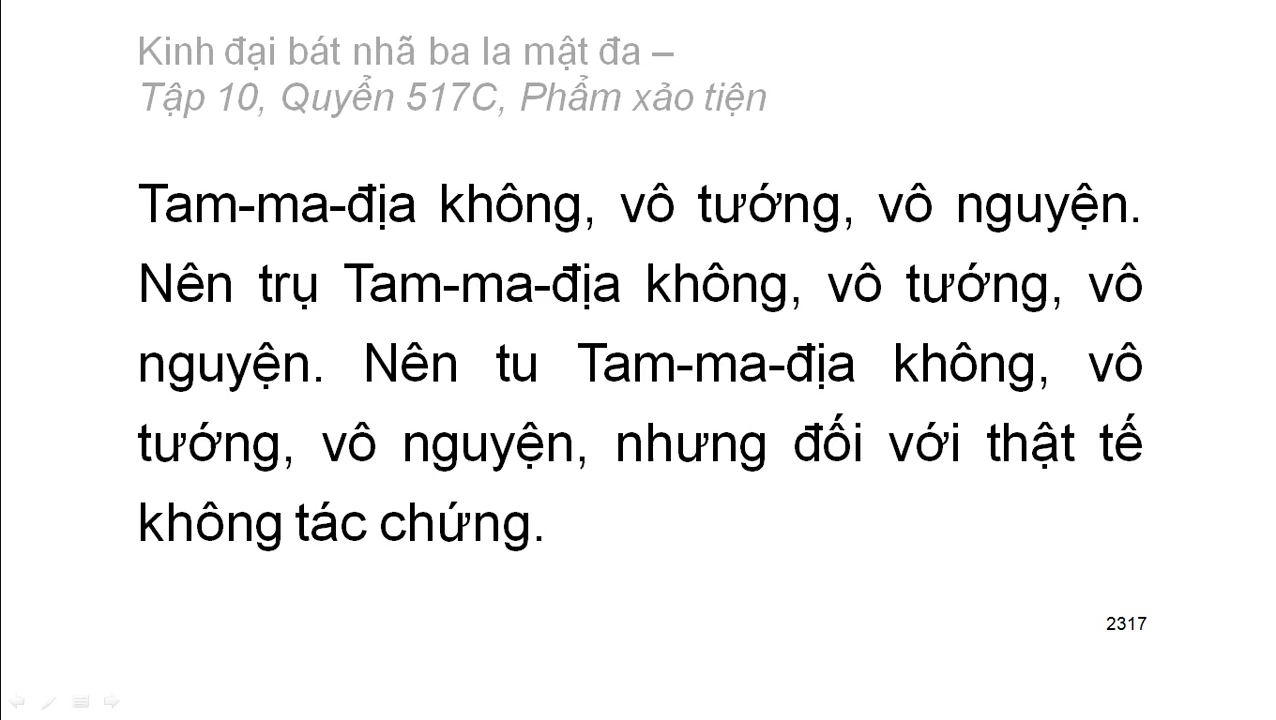 Kinh đại bát nhã ba la mật đa –
Tập 10, Quyển 517C, Phẩm xảo tiện
Tam-ma-địa không, vô tướng, vô nguyện.
Nên trụ Tam-ma-địa không, vô tướng, vô
nguyện. Nên tu Tam-ma-địa không, vô
tướng, vô nguyện, nhưng đối với thật tế
không tác chứng.
2317